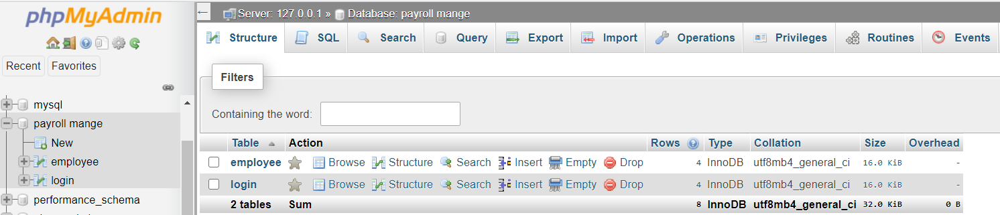 phpMyAdmin
Recent Favorites
mysql
payroll mange
New
employee
login
performance_schema
Server: 127.0.0.1 » Database: payroll mange
Structure SQL Search Query Export Import Operations Privileges Routines Events
Filters
Containing the word:
Table Action Rows Type Collation Size Overhead
employee Browse Structure Search Insert Empty Drop 4 InnoDB utf8mb4_general_ci 16.0 KiB -
login Browse Structure Search Insert Empty Drop 4 InnoDB utf8mb4_general_ci 16.0 KiB -
2 tables Sum 8 InnoDB utf8mb4_general_ci 32.0 KiB 0 B